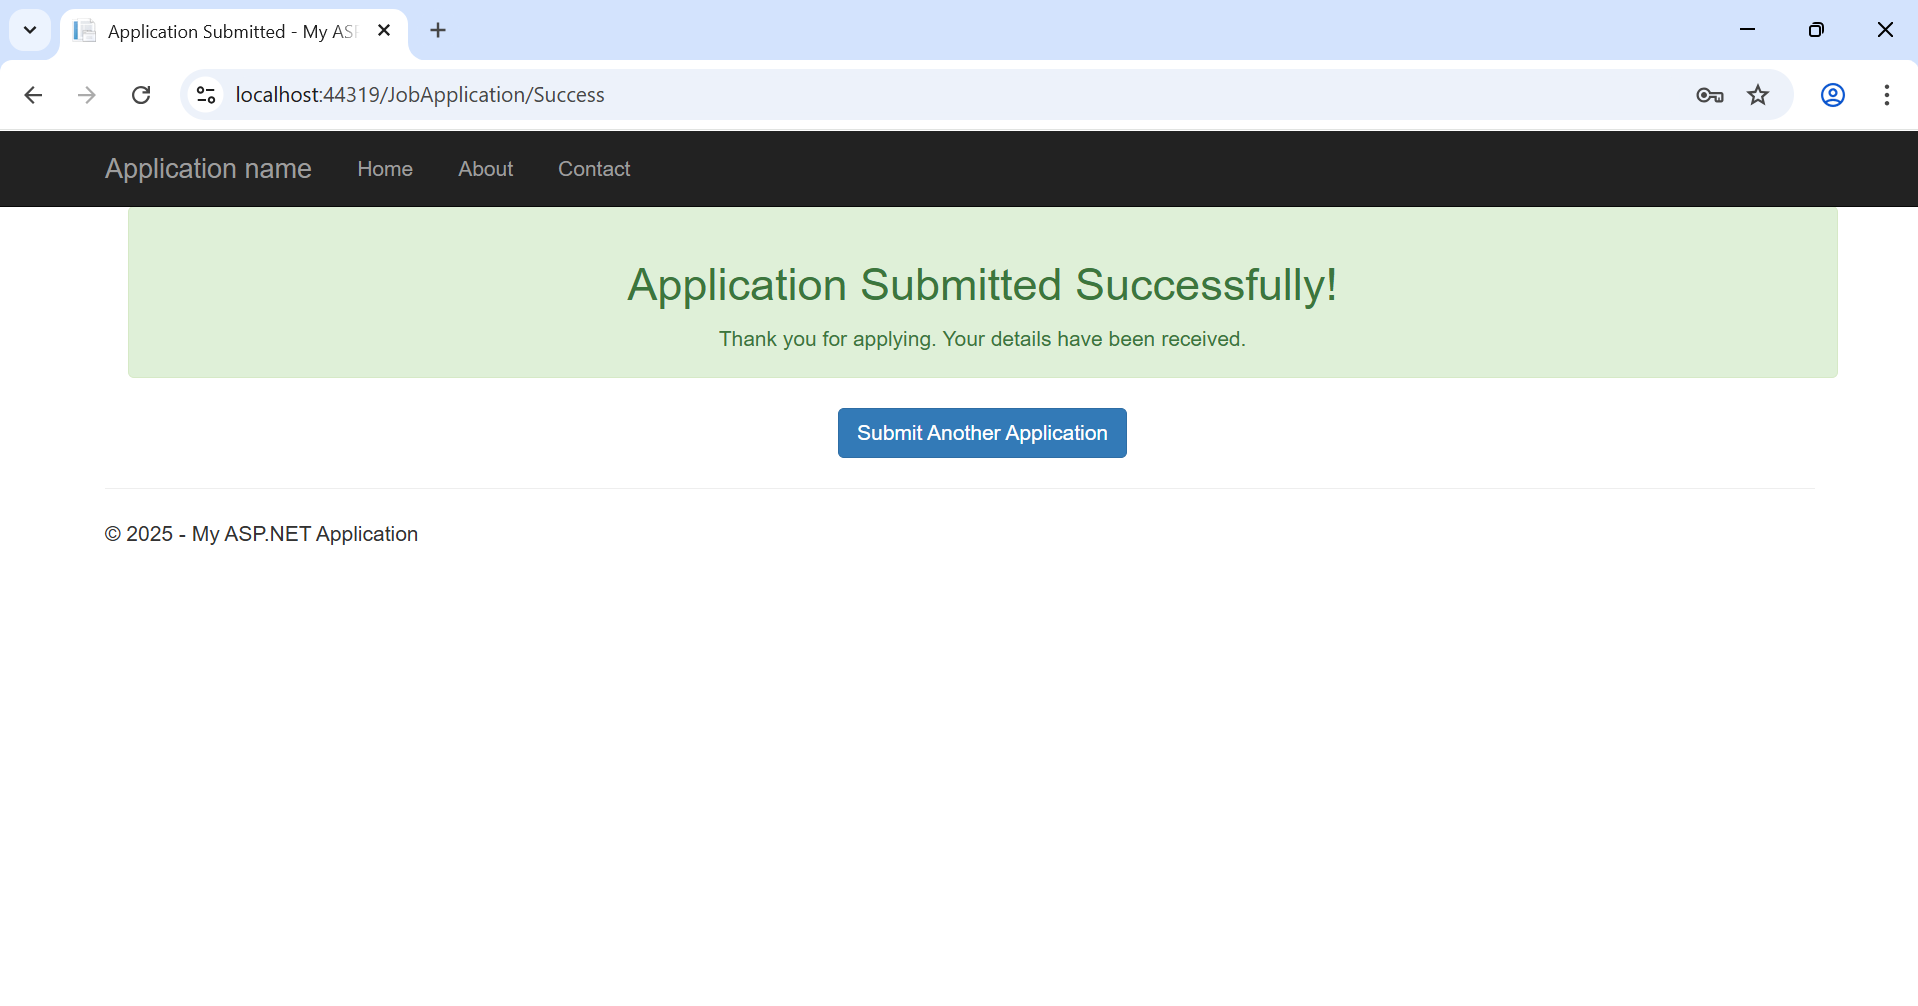 Application Submitted - My ASP
localhost:44319/JobApplication/Success
Application name Home About Contact
Application Submitted Successfully!
Thank you for applying. Your details have been received.
Submit Another Application
© 2025 - My ASP.NET Application